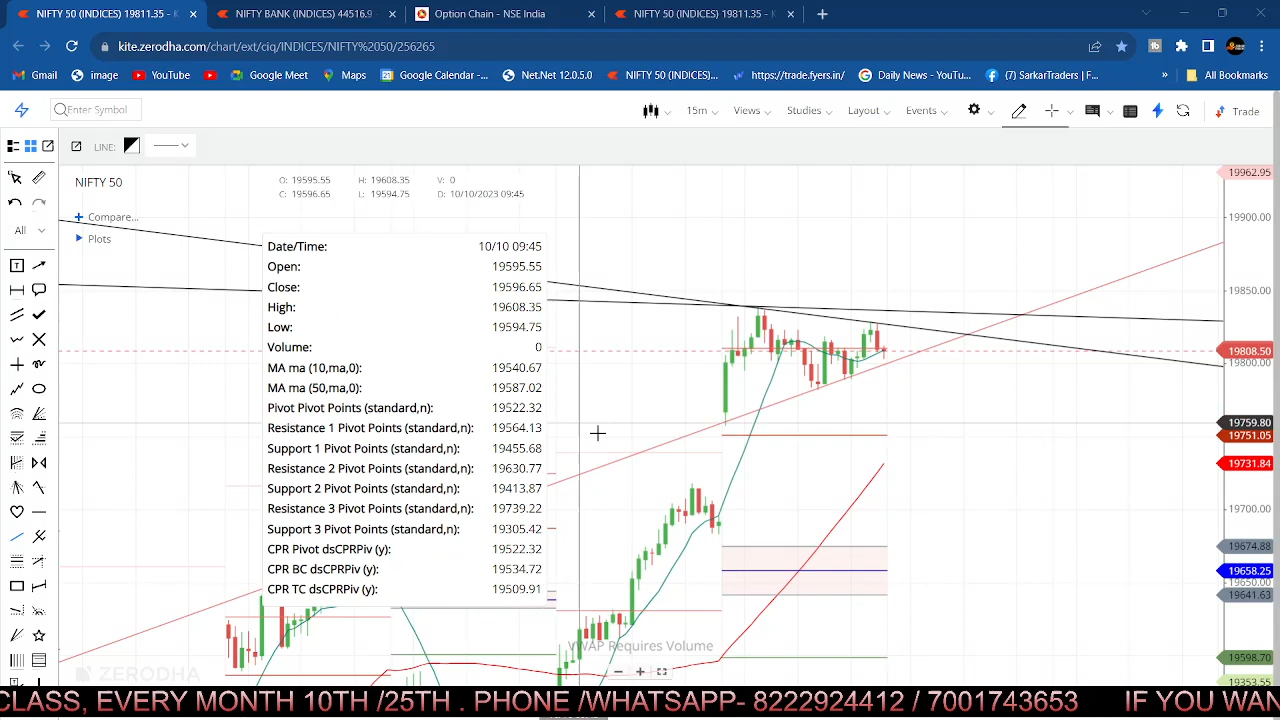 NIFTY 50 (INDICES) 19811.35 - K
NIFTY BANK (INDICES) 44516.9
Option Chain - NSE India
NIFTY 50 (INDICES) 19811.35 - K
kite.zerodha.com/chart/ext/ciq/INDICES/NIFTY%2050/256265
Gmail
image
YouTube
Google Meet
Maps
Google Calendar -...
Net.Net 12.0.5.0
NIFTY 50 (INDICES)...
https://trade.fyers.in/
Daily News - YouTu...
(7) SarkarTraders | F...
»
All Bookmarks
Enter Symbol
15m
Views
Studies
Layout
Events
Trade
LINE:
NIFTY 50
O: 19595.55 H: 19608.35 V: 0
C: 19596.65 L: 19594.75 D: 10/10/2023 09:45
Compare...
Plots
All
Date/Time: 10/10 09:45
Open: 19595.55
Close: 19596.65
High: 19608.35
Low: 19594.75
Volume: 0
MA ma (10,ma,0): 19540.67
MA ma (50,ma,0): 19587.02
Pivot Pivot Points (standard,n): 19522.32
Resistance 1 Pivot Points (standard,n): 19564.13
Support 1 Pivot Points (standard,n):
Resistance 2 Pivot Points (standard,n): 19630.77
Support 2 Pivot Points (standard,n): 19413.87
Resistance 3 Pivot Points (standard,n): 19739.22
Support 3 Pivot Points (standard,n): 19305.42
CPR Pivot dsCPRPiv (y): 19522.32
CPR BC dsCPRPiv (y): 19534.72
CPR TC dsCPRPiv (y): 19509.91
19962.95
19900.00
19850.00
19808.50
19800.00
19759.80
19751.05
19731.84
19700.00
19674.88
19658.25
19650.00
19641.63
19598.70
19353.55
VWAP Requires Volume
ZERODHA
CLASS, EVERY MONTH 10TH /25TH . PHONE /WHATSAPP- 8222924412 / 7001743653 IF YOU WAN